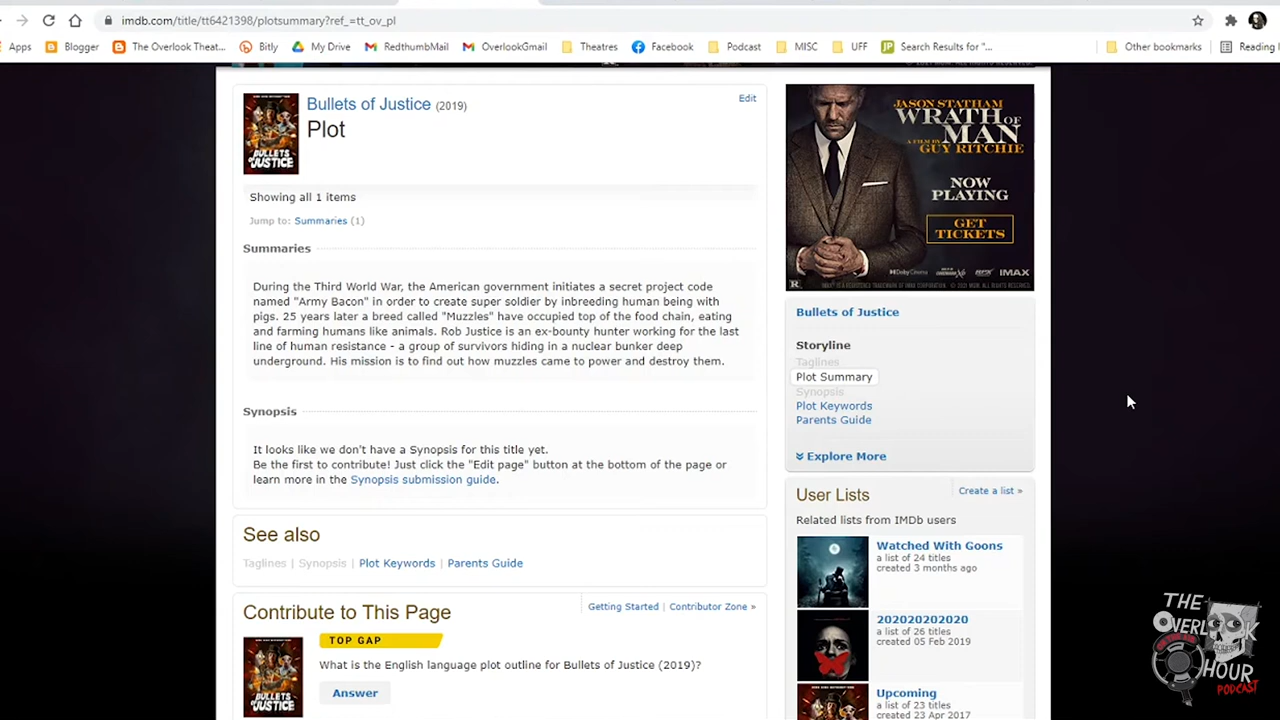 imdb.com/title/tt6421398/plotsummary?ref_=tt_ov_pl
Apps
Blogger
The Overlook Theat...
Bitly
My Drive
RedthumbMail
OverlookGmail
Theatres
Facebook
Podcast
MISC
UFF
JP
Search Results for "...
Other bookmarks
Reading
Bullets of Justice (2019)
Edit
Plot
BULLETS OF JUSTICE
Showing all 1 items
Jump to: Summaries (1)
Summaries
During the Third World War, the American government initiates a secret project code
named "Army Bacon" in order to create super soldier by inbreeding human being with
pigs. 25 years later a breed called "Muzzles" have occupied top of the food chain, eating
and farming humans like animals. Rob Justice is an ex-bounty hunter working for the last
line of human resistance - a group of survivors hiding in a nuclear bunker deep
underground. His mission is to find out how muzzles came to power and destroy them.
Synopsis
It looks like we don't have a Synopsis for this title yet.
Be the first to contribute! Just click the "Edit page" button at the bottom of the page or
learn more in the Synopsis submission guide.
See also
Taglines | Synopsis | Plot Keywords | Parents Guide
Contribute to This Page
Getting Started | Contributor Zone »
TOP GAP
What is the English language plot outline for Bullets of Justice (2019)?
Answer
BULLETS OF JUSTICE
JASON STATHAM
WRATH OF
MAN
A FILM BY GUY RITCHIE
NOW
PLAYING
GET
TICKETS
Dolby Cinema
IMAX
R
Bullets of Justice
Storyline
Taglines
Plot Summary
Synopsis
Plot Keywords
Parents Guide
Explore More
User Lists
Create a list »
Related lists from IMDb users
Watched With Goons
a list of 24 titles
created 3 months ago
202020202020
a list of 26 titles
created 05 Feb 2019
Upcoming
a list of 23 titles
created 23 Apr 2017
THE
OVERLOOK
HOUR
PODCAST